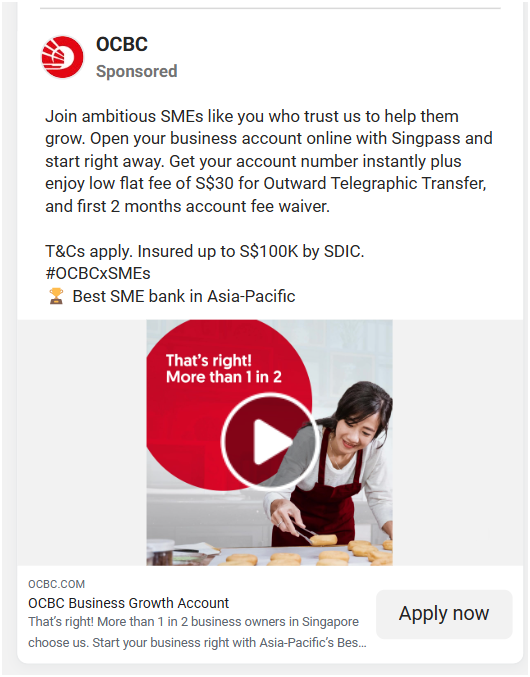 OCBC
Sponsored
Join ambitious SMEs like you who trust us to help them
grow. Open your business account online with Singpass and
start right away. Get your account number instantly plus
enjoy low flat fee of S$30 for Outward Telegraphic Transfer,
and first 2 months account fee waiver.
T&Cs apply. Insured up to S$100K by SDIC.
#OCBCxSMEs
🏆 Best SME bank in Asia-Pacific
That's right!
More than 1 in 2
OCBC.COM
OCBC Business Growth Account
That's right! More than 1 in 2 business owners in Singapore
choose us. Start your business right with Asia-Pacific's Bes...
Apply now